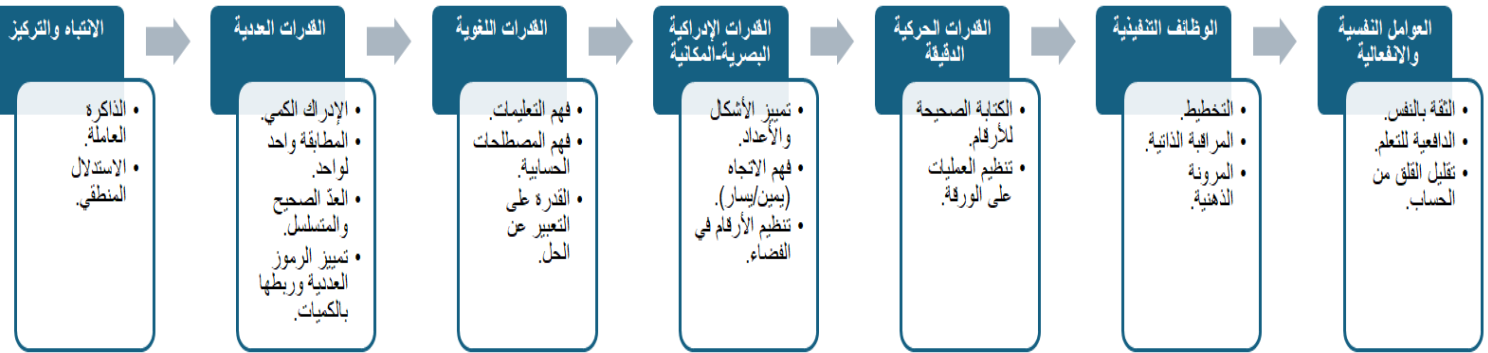 الانتباه والتركيز
• الذاكرة
العاملة.
• الاستدلال
المنطقي.
القدرات العددية
• الإدراك الكمي.
• المطابقة واحد
لواحد.
• العدّ الصحيح
والمتسلسل.
• تمييز الرموز
العددية وربطها
بالكميات.
القدرات اللغوية
• فهم التعليمات.
• فهم المصطلحات
الحسابية.
• القدرة على
التعبير عن
الحل.
القدرات الإدراكية
البصرية-المكانية
• تمييز الأشكال
والأعداد.
• فهم الاتجاه
(يمين/يسار).
• تنظيم الأرقام في
الفضاء.
القدرات الحركية
الدقيقة
• الكتابة الصحيحة
للأرقام.
• تنظيم العمليات
على الورقة.
الوظائف التنفيذية
• التخطيط.
• المراقبة الذاتية.
• المرونة
الذهنية.
العوامل النفسية
والانفعالية
• الثقة بالنفس.
• الدافعية للتعلم.
• تقليل القلق من
الحساب.